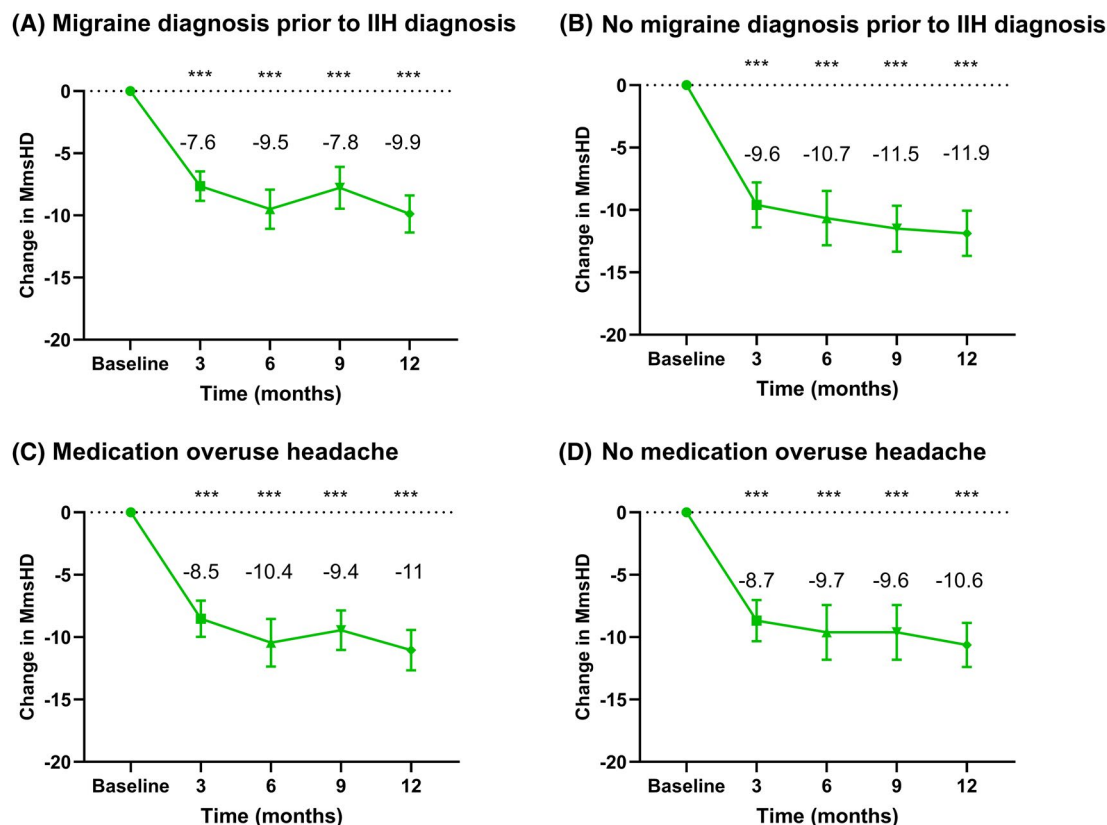 (A) Migraine diagnosis prior to IIH diagnosis
*** *** *** ***
0
-5
-10
-15
-20
Change in MmsHD
-7.6 -9.5 -7.8 -9.9
Baseline 3 6 9 12
Time (months)
(B) No migraine diagnosis prior to IIH diagnosis
*** *** *** ***
0
-5
-10
-15
-20
Change in MmsHD
-9.6 -10.7 -11.5 -11.9
Baseline 3 6 9 12
Time (months)
(C) Medication overuse headache
*** *** *** ***
0
-5
-10
-15
-20
Change in MmsHD
-8.5 -10.4 -9.4 -11
Baseline 3 6 9 12
Time (months)
(D) No medication overuse headache
*** *** *** ***
0
-5
-10
-15
-20
Change in MmsHD
-8.7 -9.7 -9.6 -10.6
Baseline 3 6 9 12
Time (months)